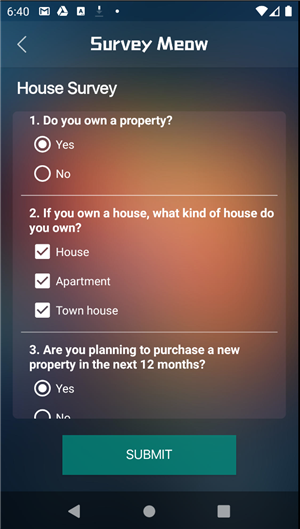 6:40
Survey Meow
House Survey
1. Do you own a property?
Yes
No
2. If you own a house, what kind of house do
you own?
House
Apartment
Town house
3. Are you planning to purchase a new
property in the next 12 months?
Yes
No
SUBMIT